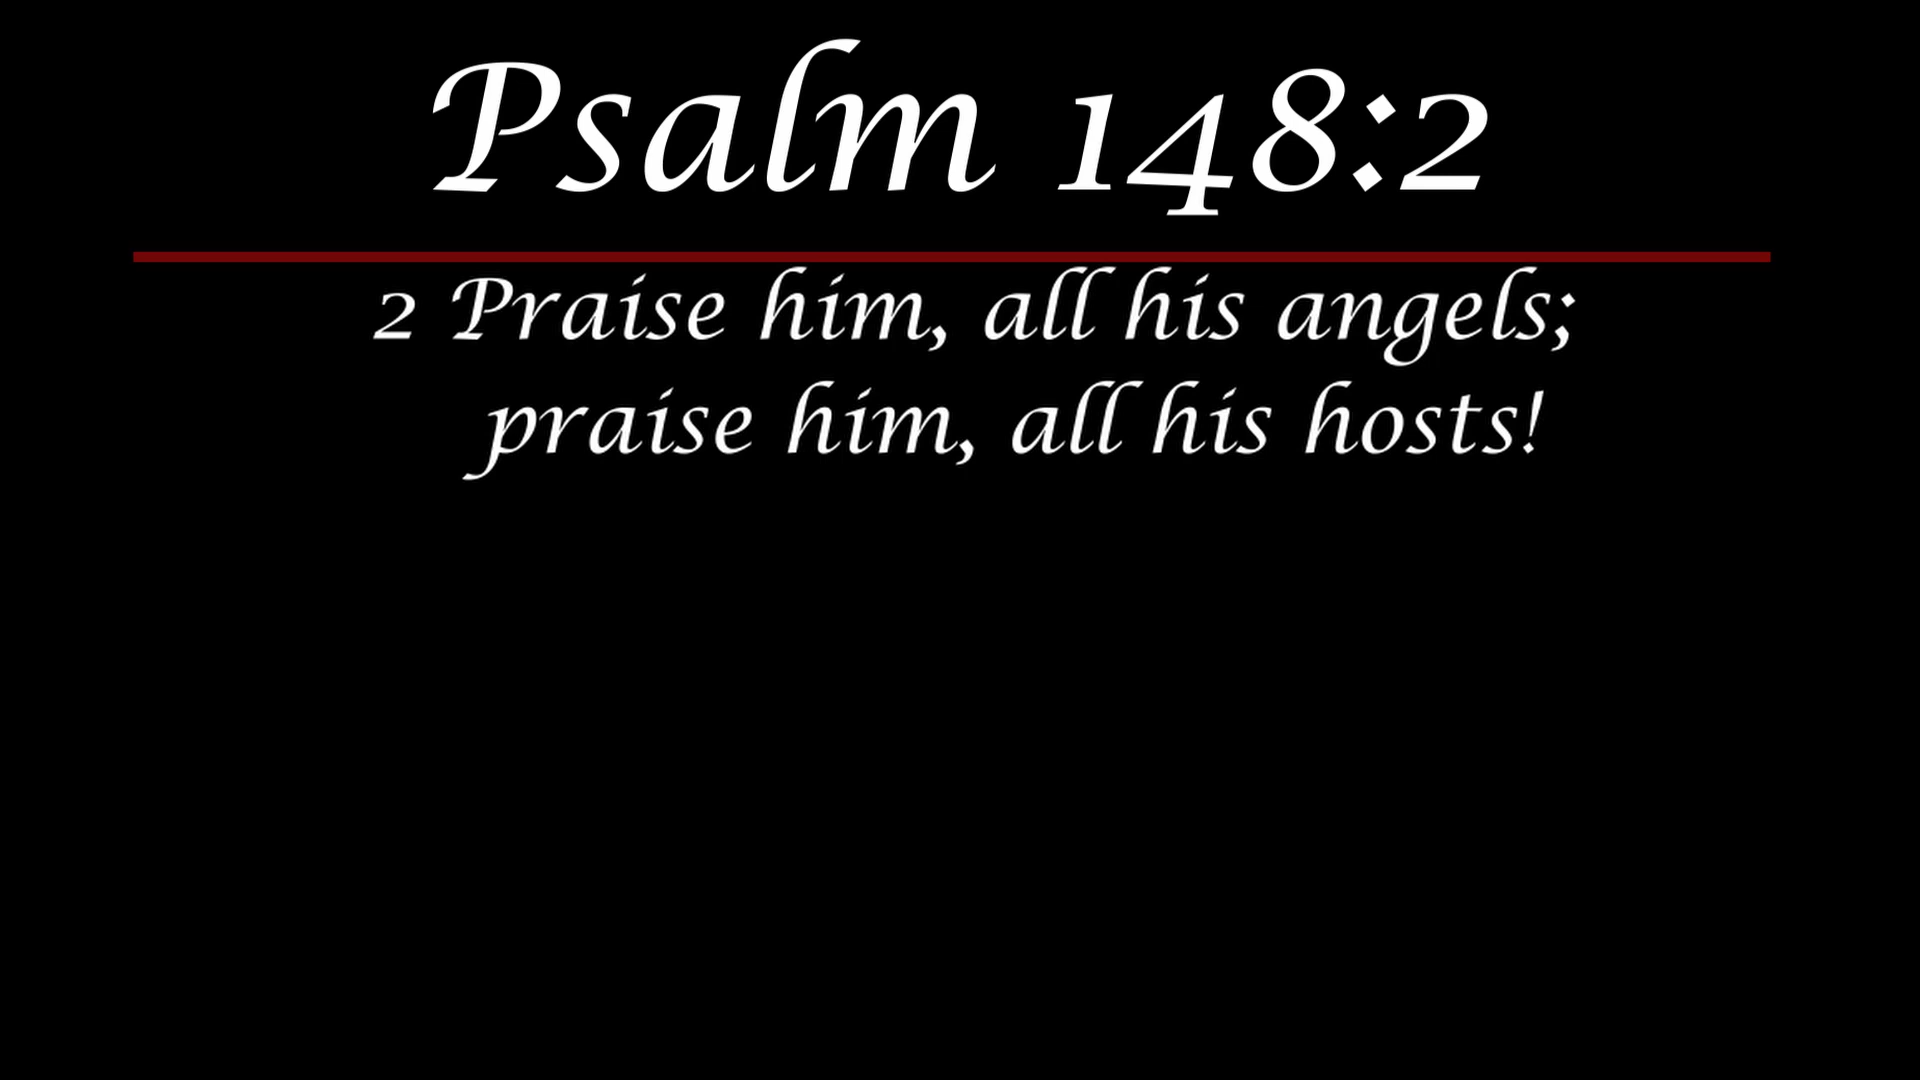 Psalm 148:2
2 Praise him, all his angels;
praise him, all his hosts!